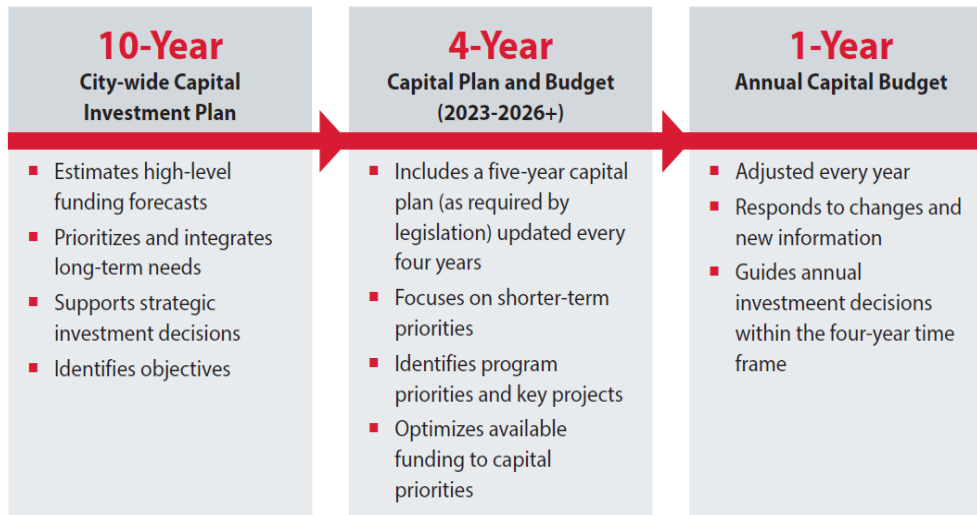 10-Year
City-wide Capital
Investment Plan
■ Estimates high-level
funding forecasts
■ Prioritizes and integrates
long-term needs
■ Supports strategic
investment decisions
■ Identifies objectives
4-Year
Capital Plan and Budget
(2023-2026+)
■ Includes a five-year capital
plan (as required by
legislation) updated every
four years
■ Focuses on shorter-term
priorities
■ Identifies program
priorities and key projects
■ Optimizes available
funding to capital
priorities
1-Year
Annual Capital Budget
■ Adjusted every year
■ Responds to changes and
new information
■ Guides annual
investmeent decisions
within the four-year time
frame